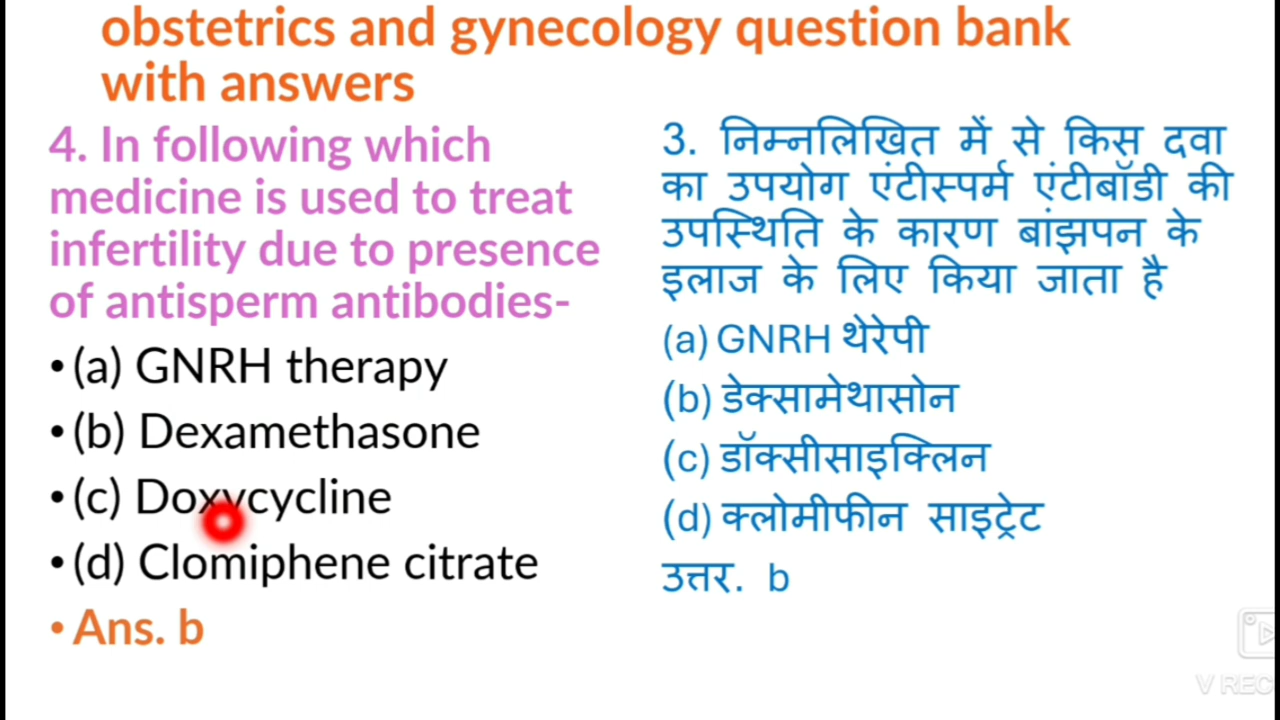 obstetrics and gynecology question bank
with answers
4. In following which
medicine is used to treat
infertility due to presence
of antisperm antibodies-
•(a) GNRH therapy
•(b) Dexamethasone
•(c) Doxycycline
•(d) Clomiphene citrate
•Ans. b
3. निम्नलिखित में से किस दवा
का उपयोग एंटीस्पर्म एंटीबॉडी की
उपस्थिति के कारण बांझपन के
इलाज के लिए किया जाता है
(a) GNRH थेरेपी
(b) डेक्सामेथासोन
(c) डॉक्सीसाइक्लिन
(d) क्लोमीफीन साइट्रेट
उत्तर. b
V REC